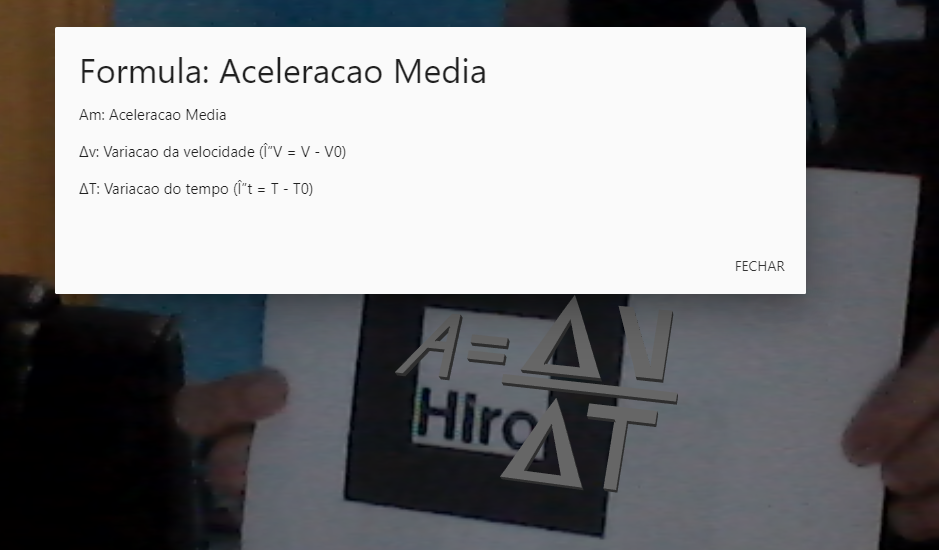 Formula: Aceleracao Media
Am: Aceleracao Media
Δv: Variacao da velocidade (Î"V = V - V0)
ΔT: Variacao do tempo (Î"t = T - T0)
FECHAR
A=ΔV
ΔT
Hiro